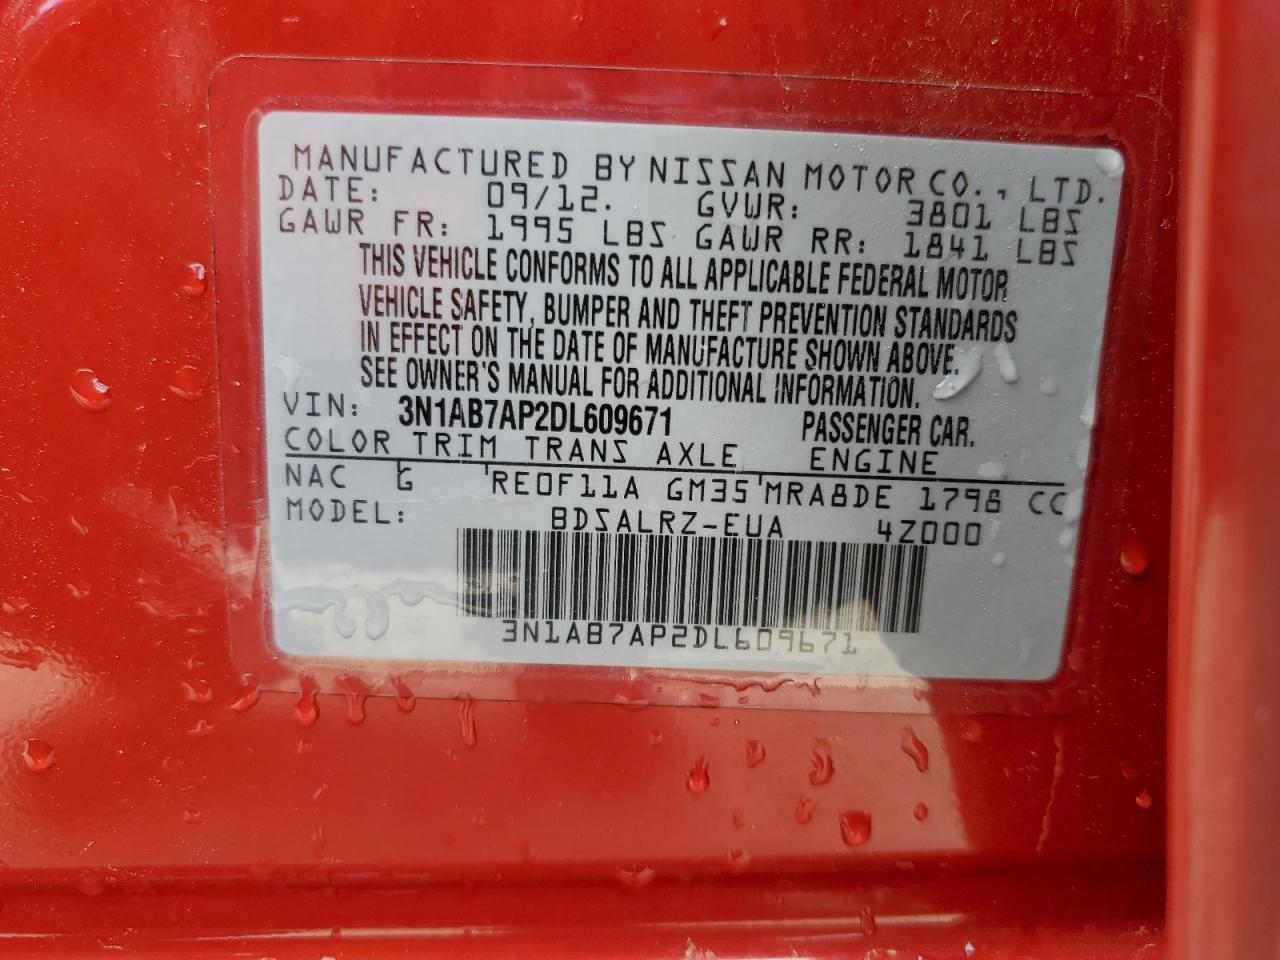 MANUFACTURED BY NISSAN MOTOR CO., LTD.
DATE: 09/12. GVWR: 3801 LBS
GAWR FR: 1995 LBS GAWR RR: 1841 LBS
THIS VEHICLE CONFORMS TO ALL APPLICABLE FEDERAL MOTOR
VEHICLE SAFETY, BUMPER AND THEFT PREVENTION STANDARDS
IN EFFECT ON THE DATE OF MANUFACTURE SHOWN ABOVE.
SEE OWNER'S MANUAL FOR ADDITIONAL INFORMATION.
VIN: 3N1AB7AP2DL609671 PASSENGER CAR.
COLOR TRIM TRANS AXLE ENGINE
NAC G RE0F11A GM35 MRA8DE 1798 CC
MODEL: BDSALRZ-EUA 4Z000
3N1AB7AP2DL609671